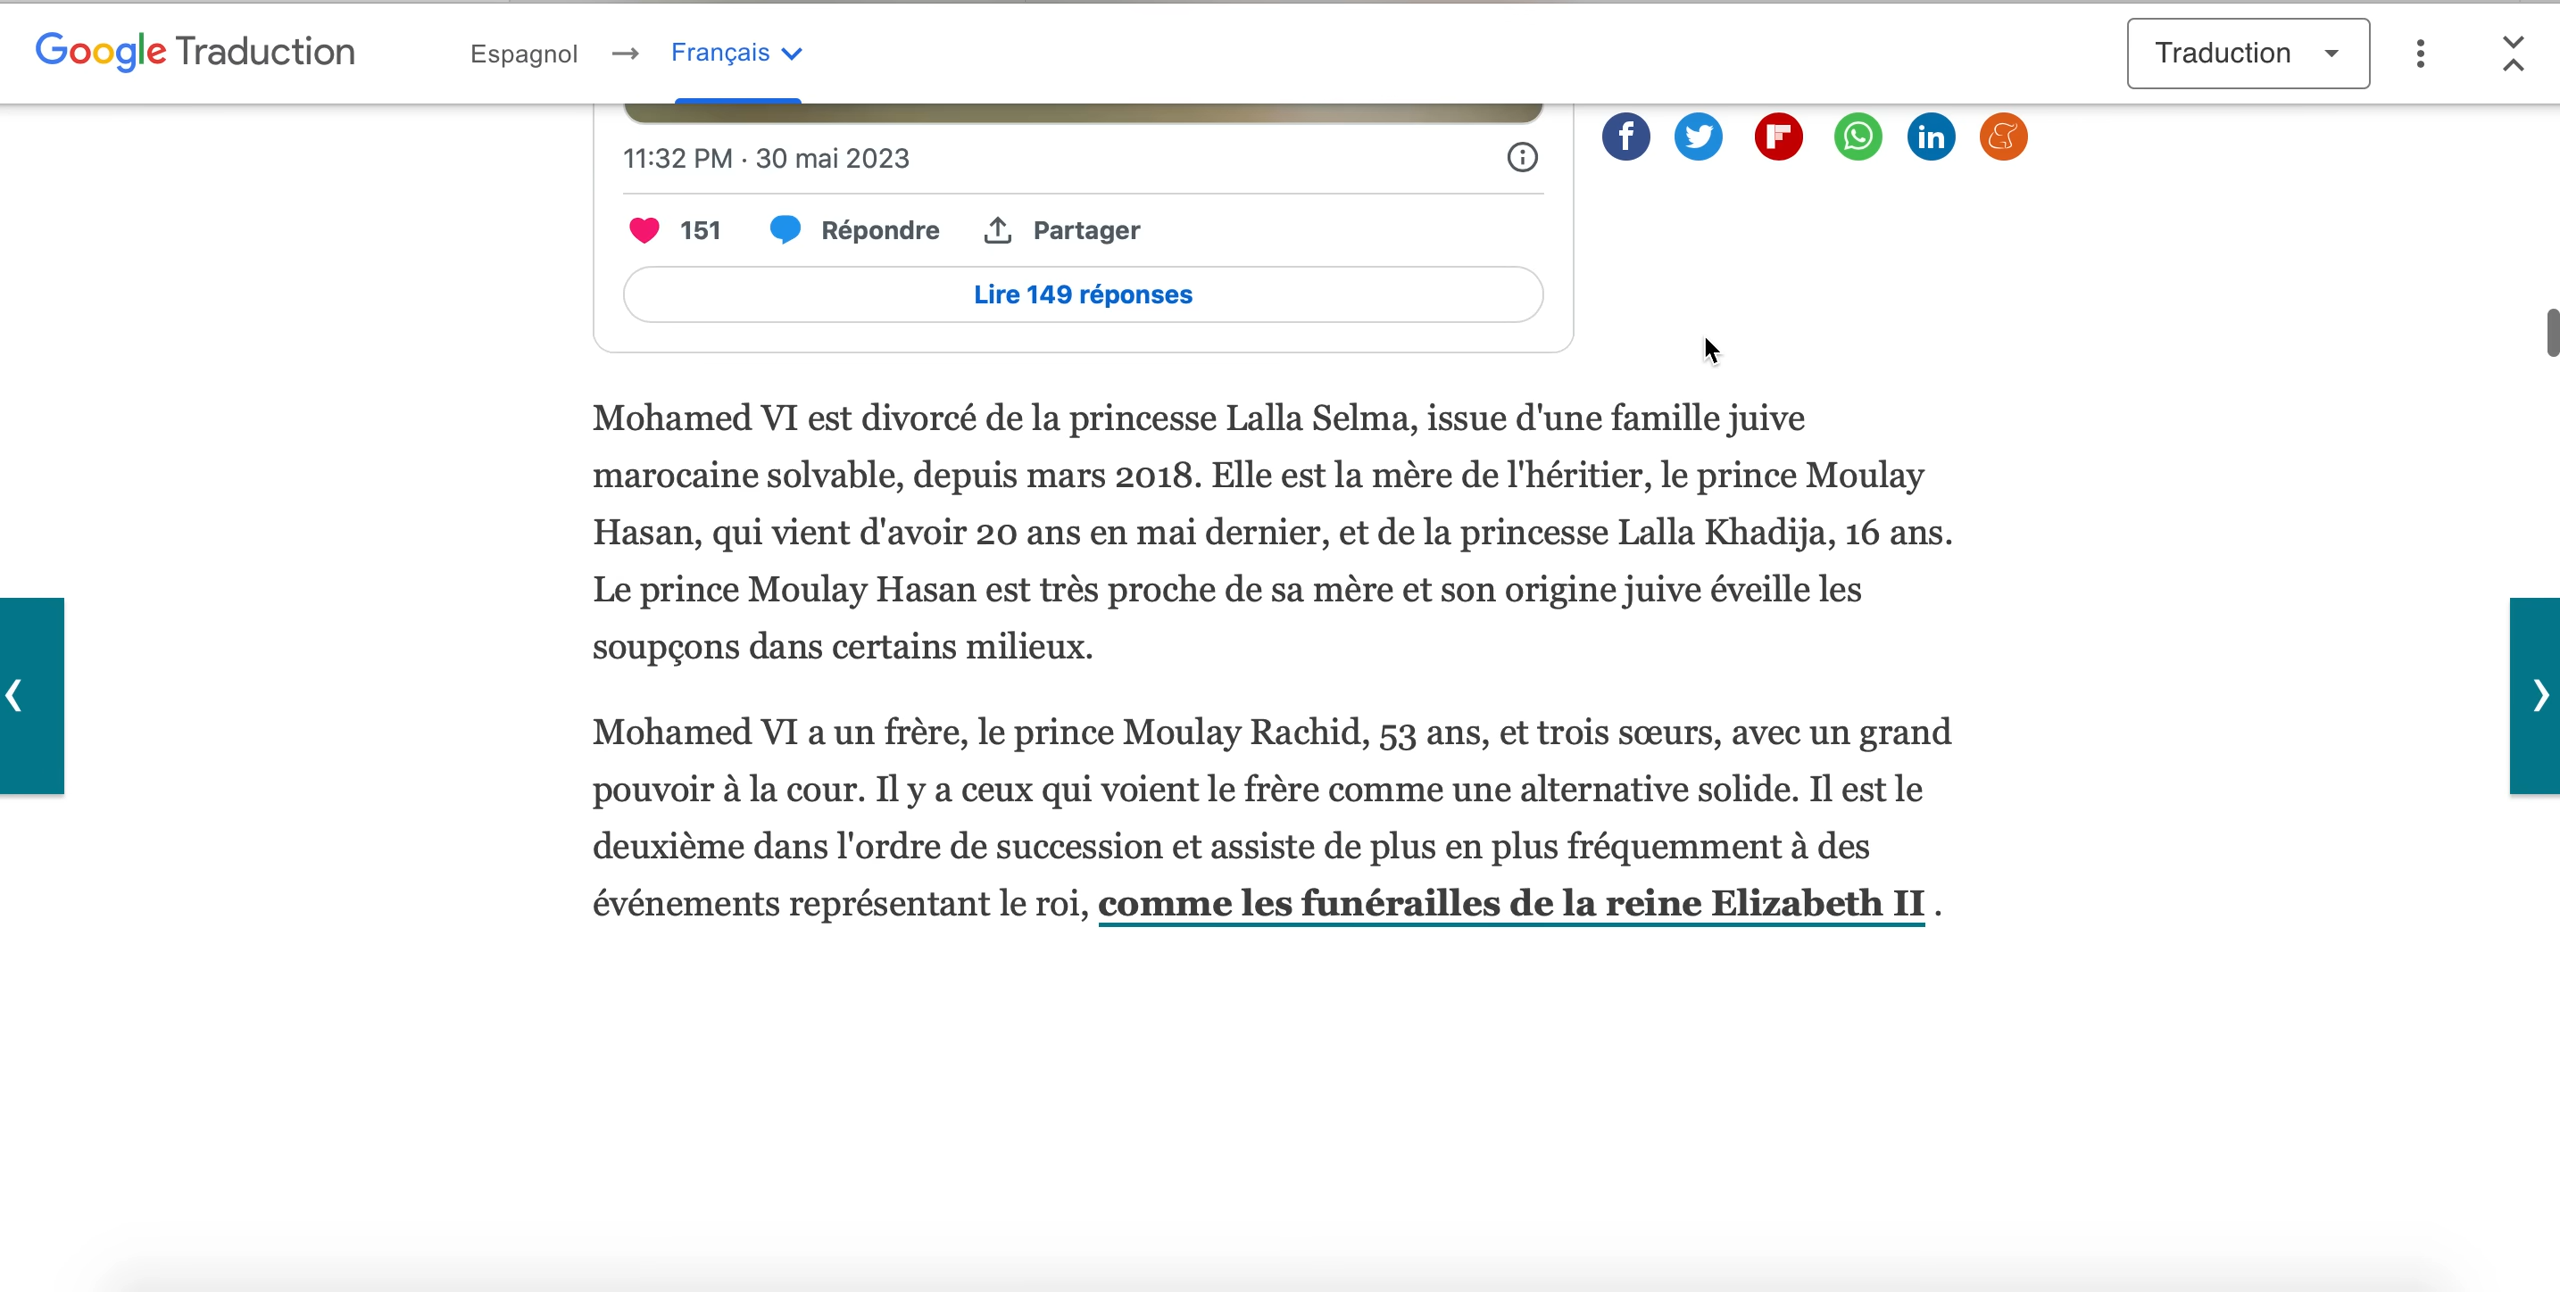 Google Traduction
Espagnol → Français
Traduction
11:32 PM · 30 mai 2023
151 Répondre Partager
Lire 149 réponses
Mohamed VI est divorcé de la princesse Lalla Selma, issue d'une famille juive
marocaine solvable, depuis mars 2018. Elle est la mère de l'héritier, le prince Moulay
Hasan, qui vient d'avoir 20 ans en mai dernier, et de la princesse Lalla Khadija, 16 ans.
Le prince Moulay Hasan est très proche de sa mère et son origine juive éveille les
soupçons dans certains milieux.
Mohamed VI a un frère, le prince Moulay Rachid, 53 ans, et trois sœurs, avec un grand
pouvoir à la cour. Il y a ceux qui voient le frère comme une alternative solide. Il est le
deuxième dans l'ordre de succession et assiste de plus en plus fréquemment à des
événements représentant le roi, comme les funérailles de la reine Elizabeth II .